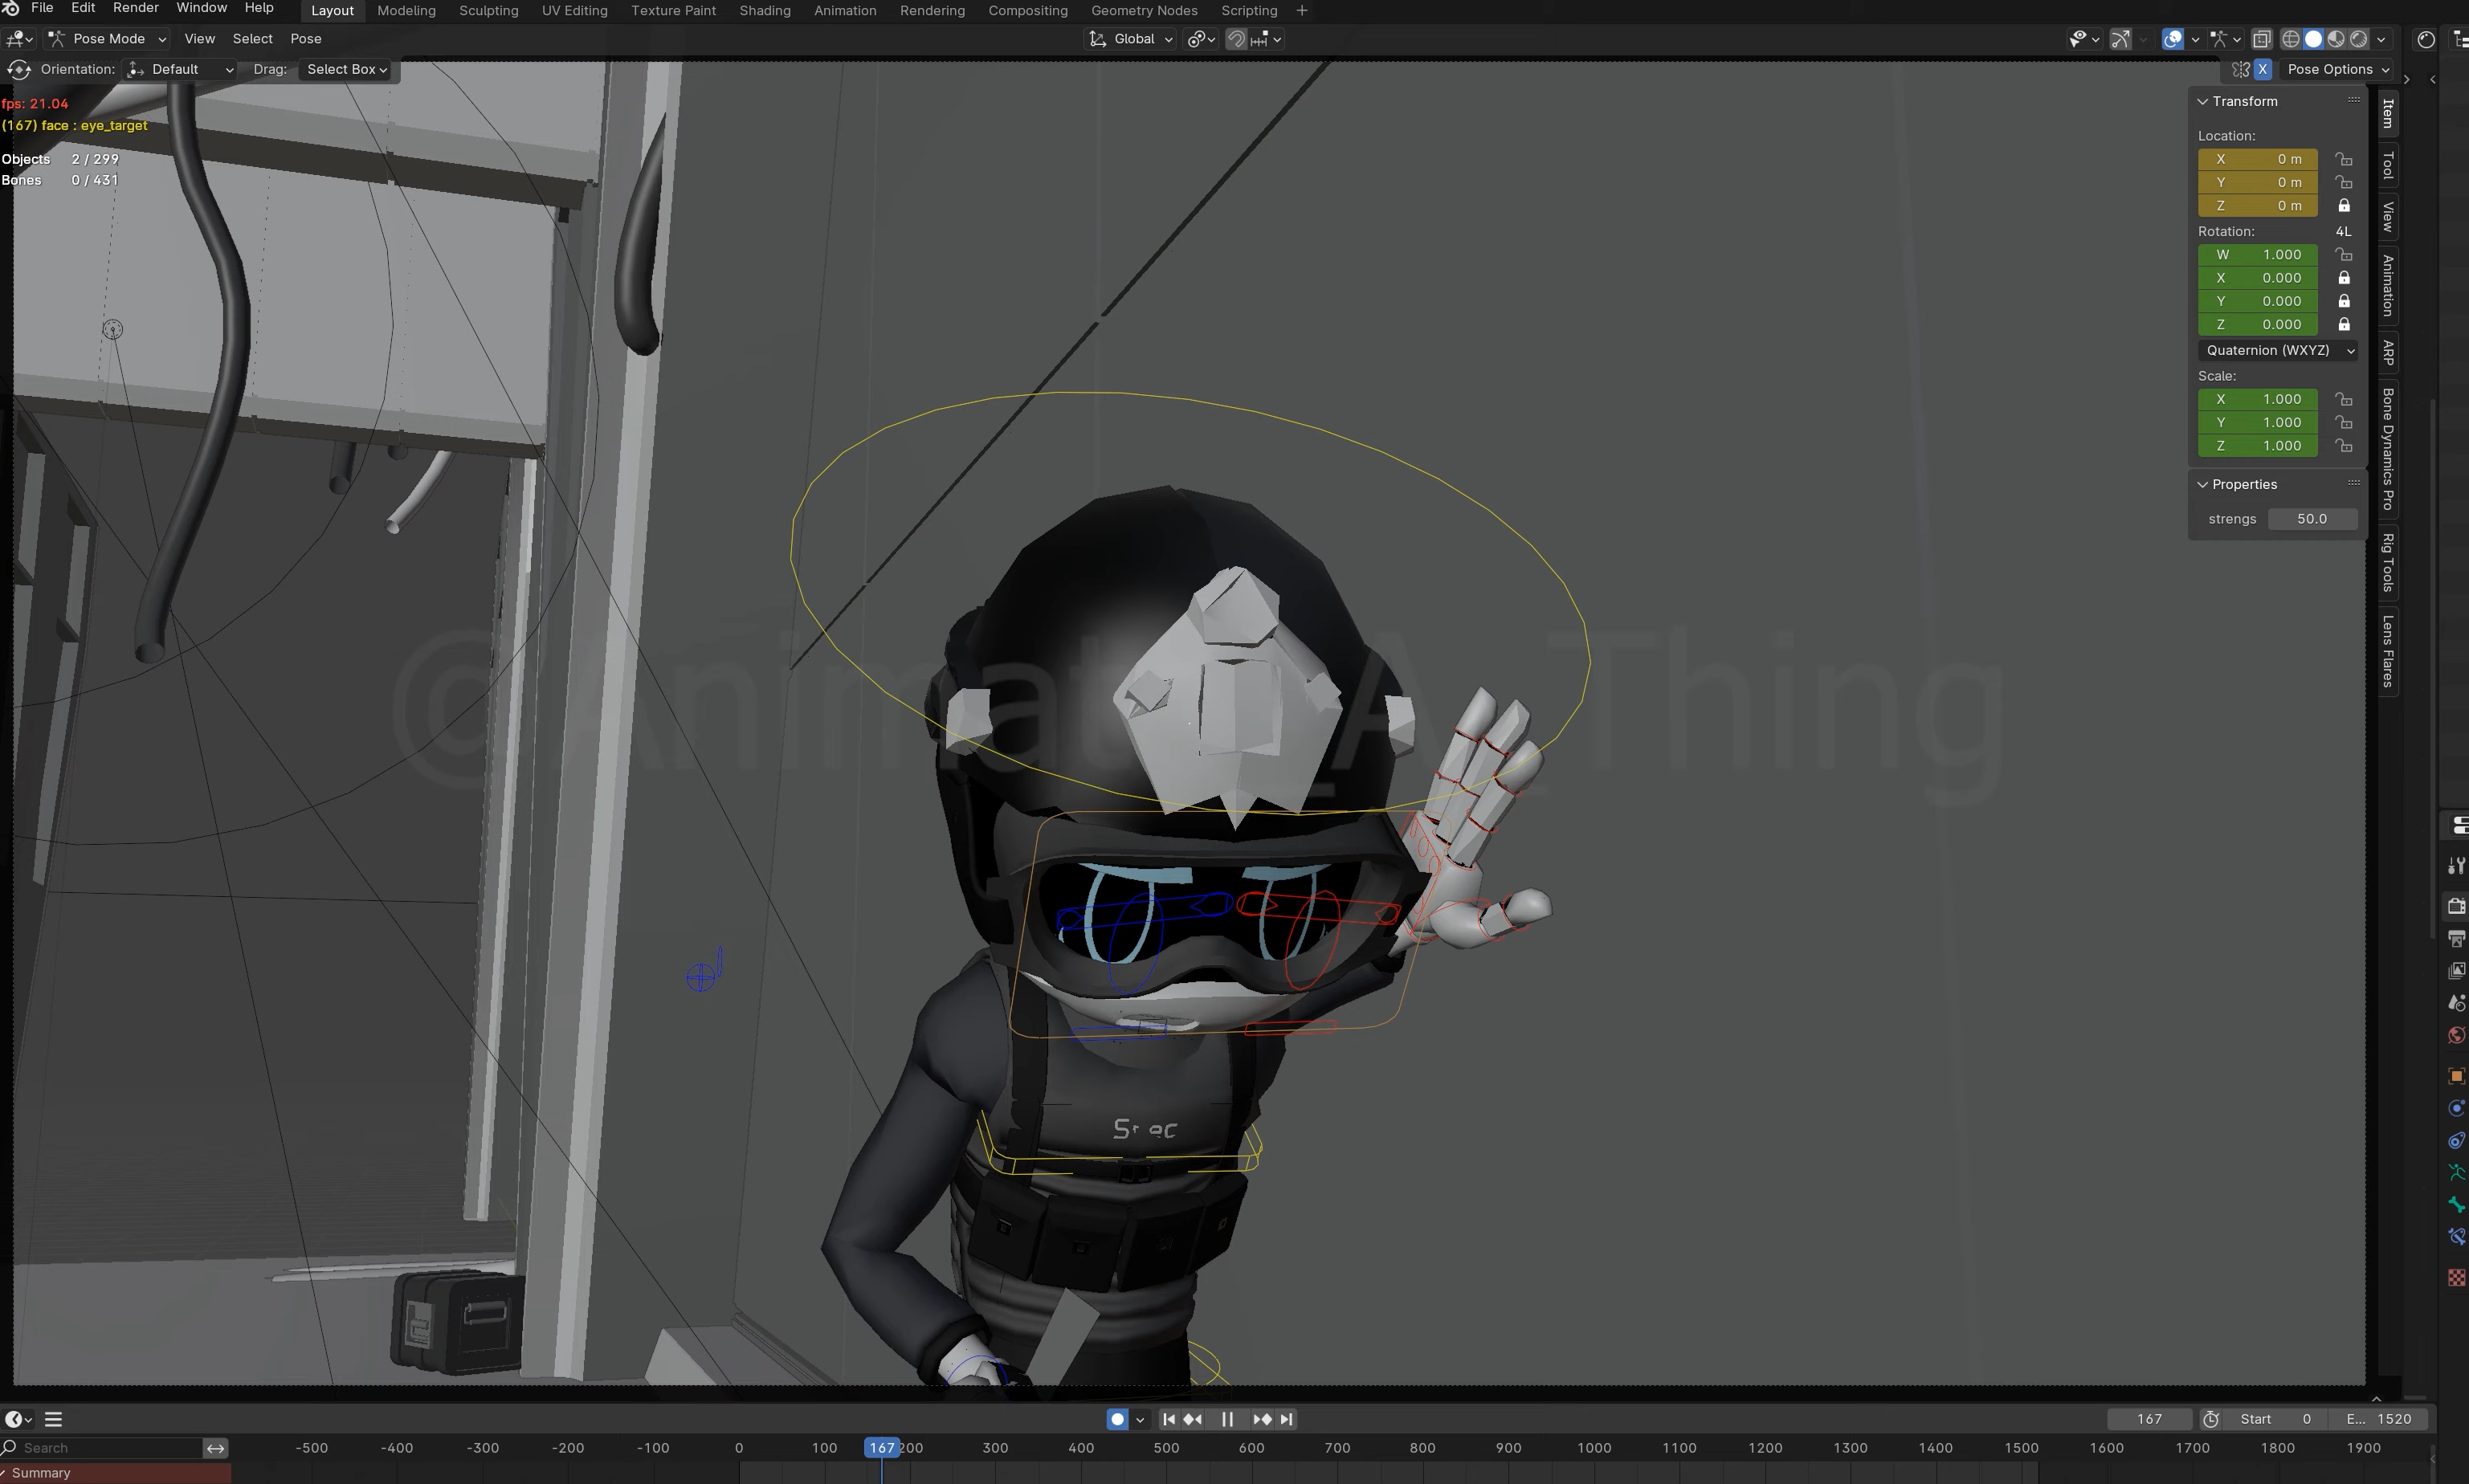 File Edit Render Window Help Layout Modeling Sculpting UV Editing Texture Paint Shading Animation Rendering Compositing Geometry Nodes Scripting +
Pose Mode View Select Pose Global
Orientation: Default Drag: Select Box X Pose Options
fps: 21.04
(167) face : eye_target
Objects 2 / 299
Bones 0 / 431
Transform
Location:
X 0 m
Y 0 m
Z 0 m
Rotation: 4L
W 1.000
X 0.000
Y 0.000
Z 0.000
Quaternion (WXYZ)
Scale:
X 1.000
Y 1.000
Z 1.000
Properties
strengs 50.0
Item
Tool
View
Animation
ARP
Bone Dynamics Pro
Rig Tools
Lens Flares
167 Start 0 E... 1520
Search -500 -400 -300 -200 -100 0 100 167 200 300 400 500 600 700 800 900 1000 1100 1200 1300 1400 1500 1600 1700 1800 1900
Summary